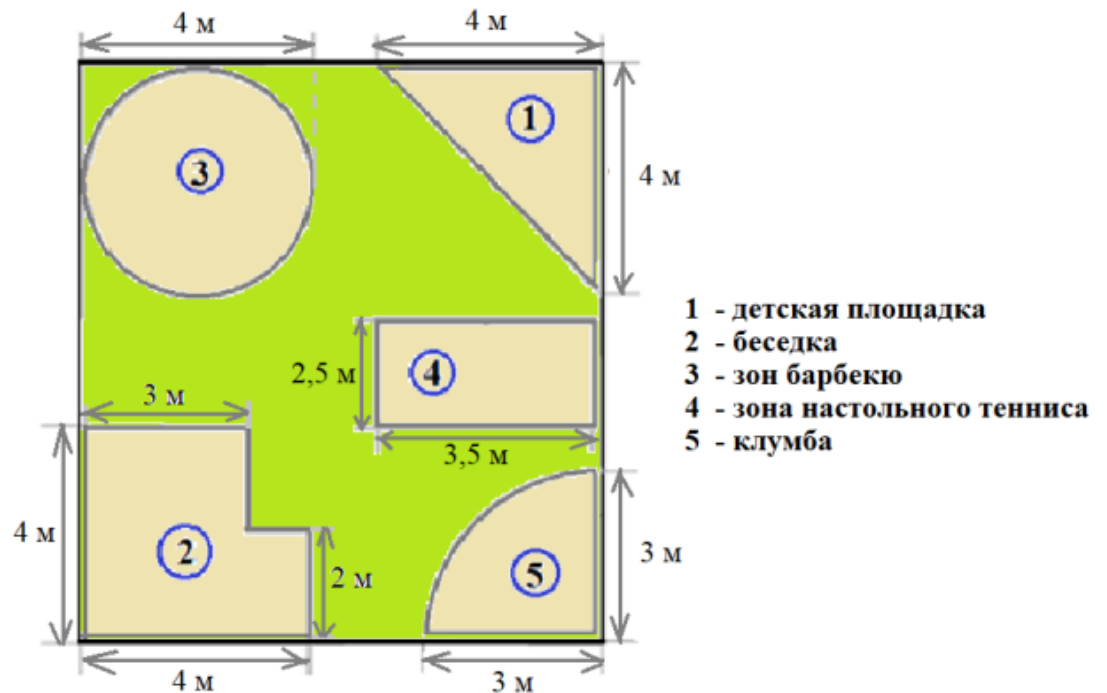 4 м
4 м
1
3
4 м
1 - детская площадка
2 - беседка
3 - зон барбекю
4 - зона настольного тенниса
5 - клумба
2,5 м
4
3 м
3,5 м
4 м
2
2 м
5
3 м
4 м
3 м